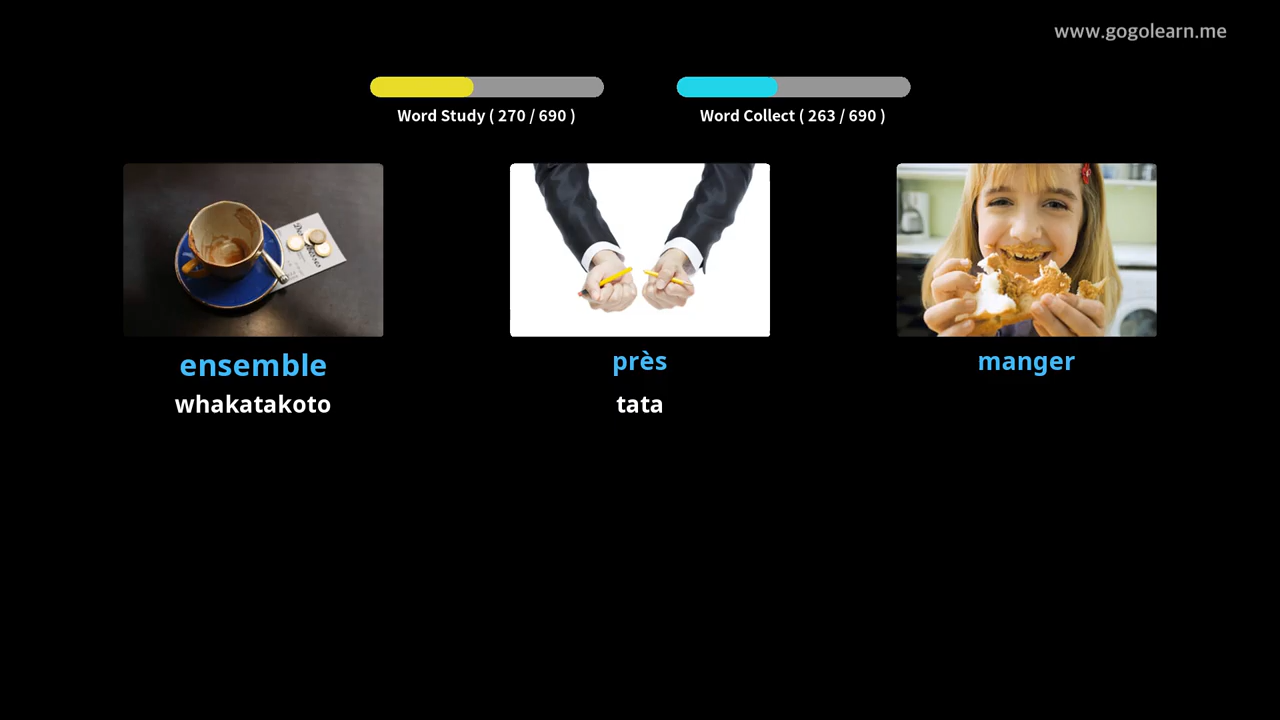 www.gogolearn.me
Word Study ( 270 / 690 )
Word Collect ( 263 / 690 )
ensemble
près
manger
whakatakoto
tata